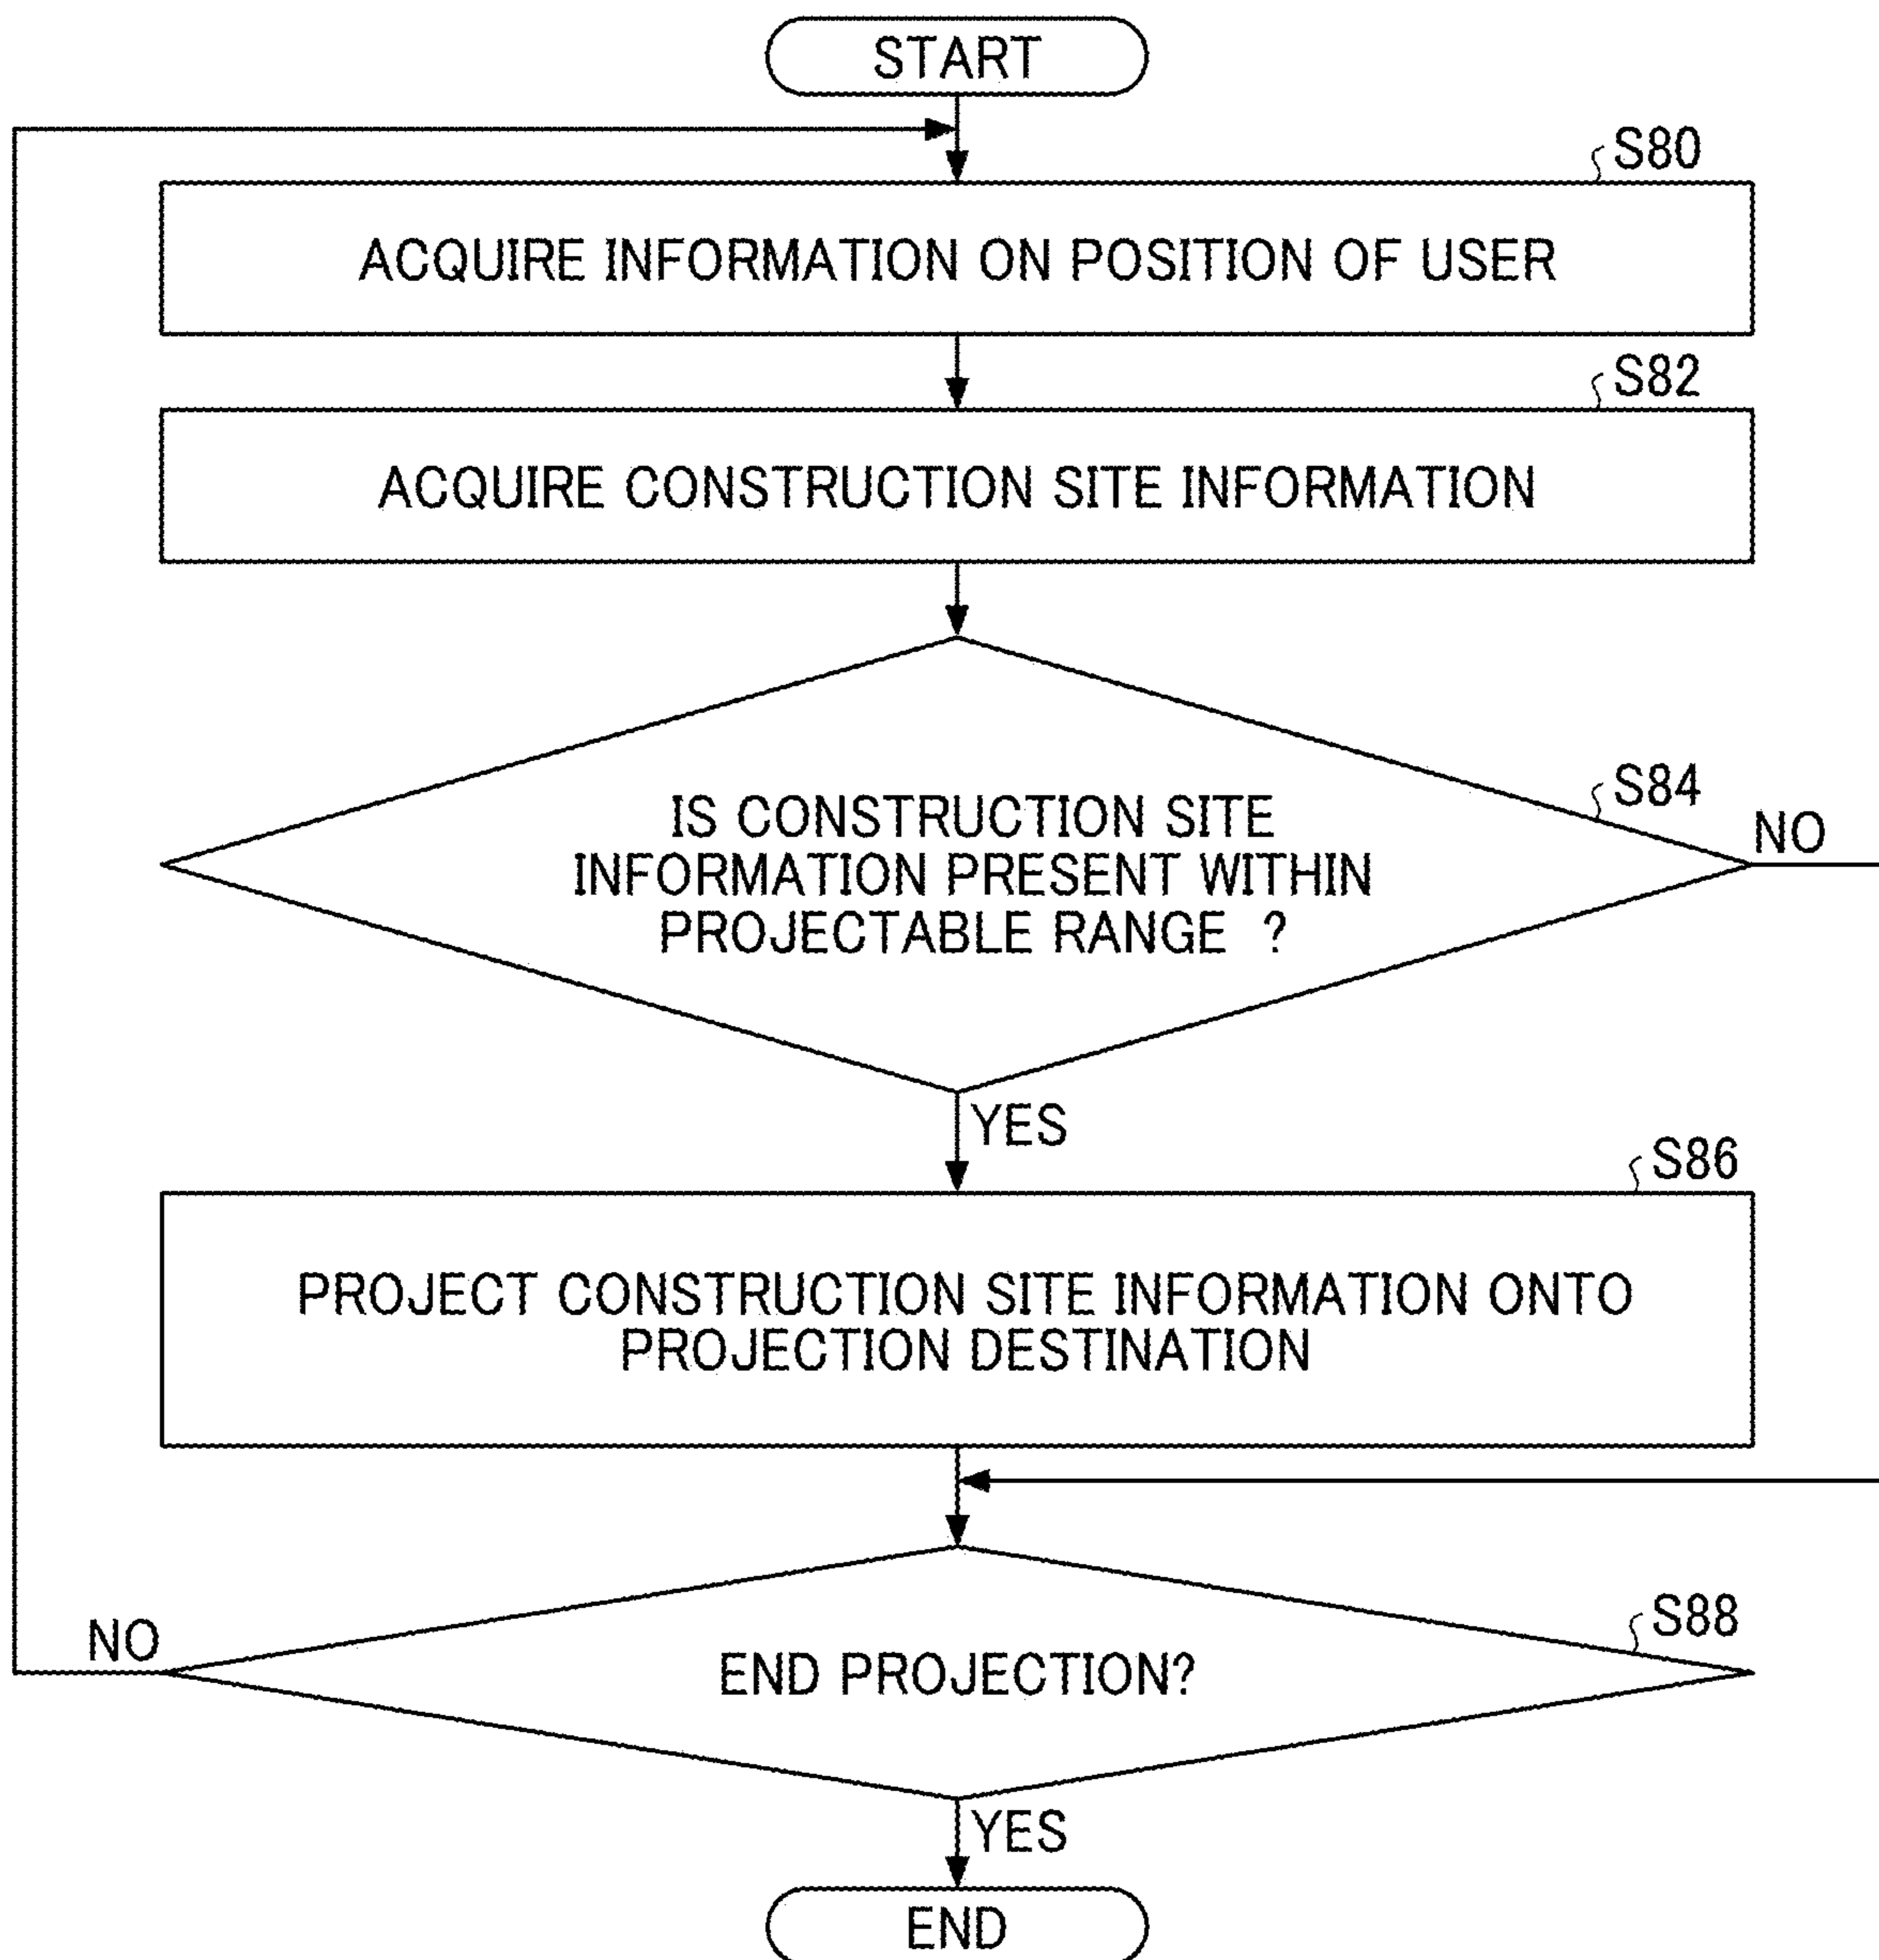 START
S80
ACQUIRE INFORMATION ON POSITION OF USER
S82
ACQUIRE CONSTRUCTION SITE INFORMATION
S84
IS CONSTRUCTION SITE
INFORMATION PRESENT WITHIN
PROJECTABLE RANGE ?
NO
YES
S86
PROJECT CONSTRUCTION SITE INFORMATION ONTO
PROJECTION DESTINATION
S88
NO
END PROJECTION?
YES
END